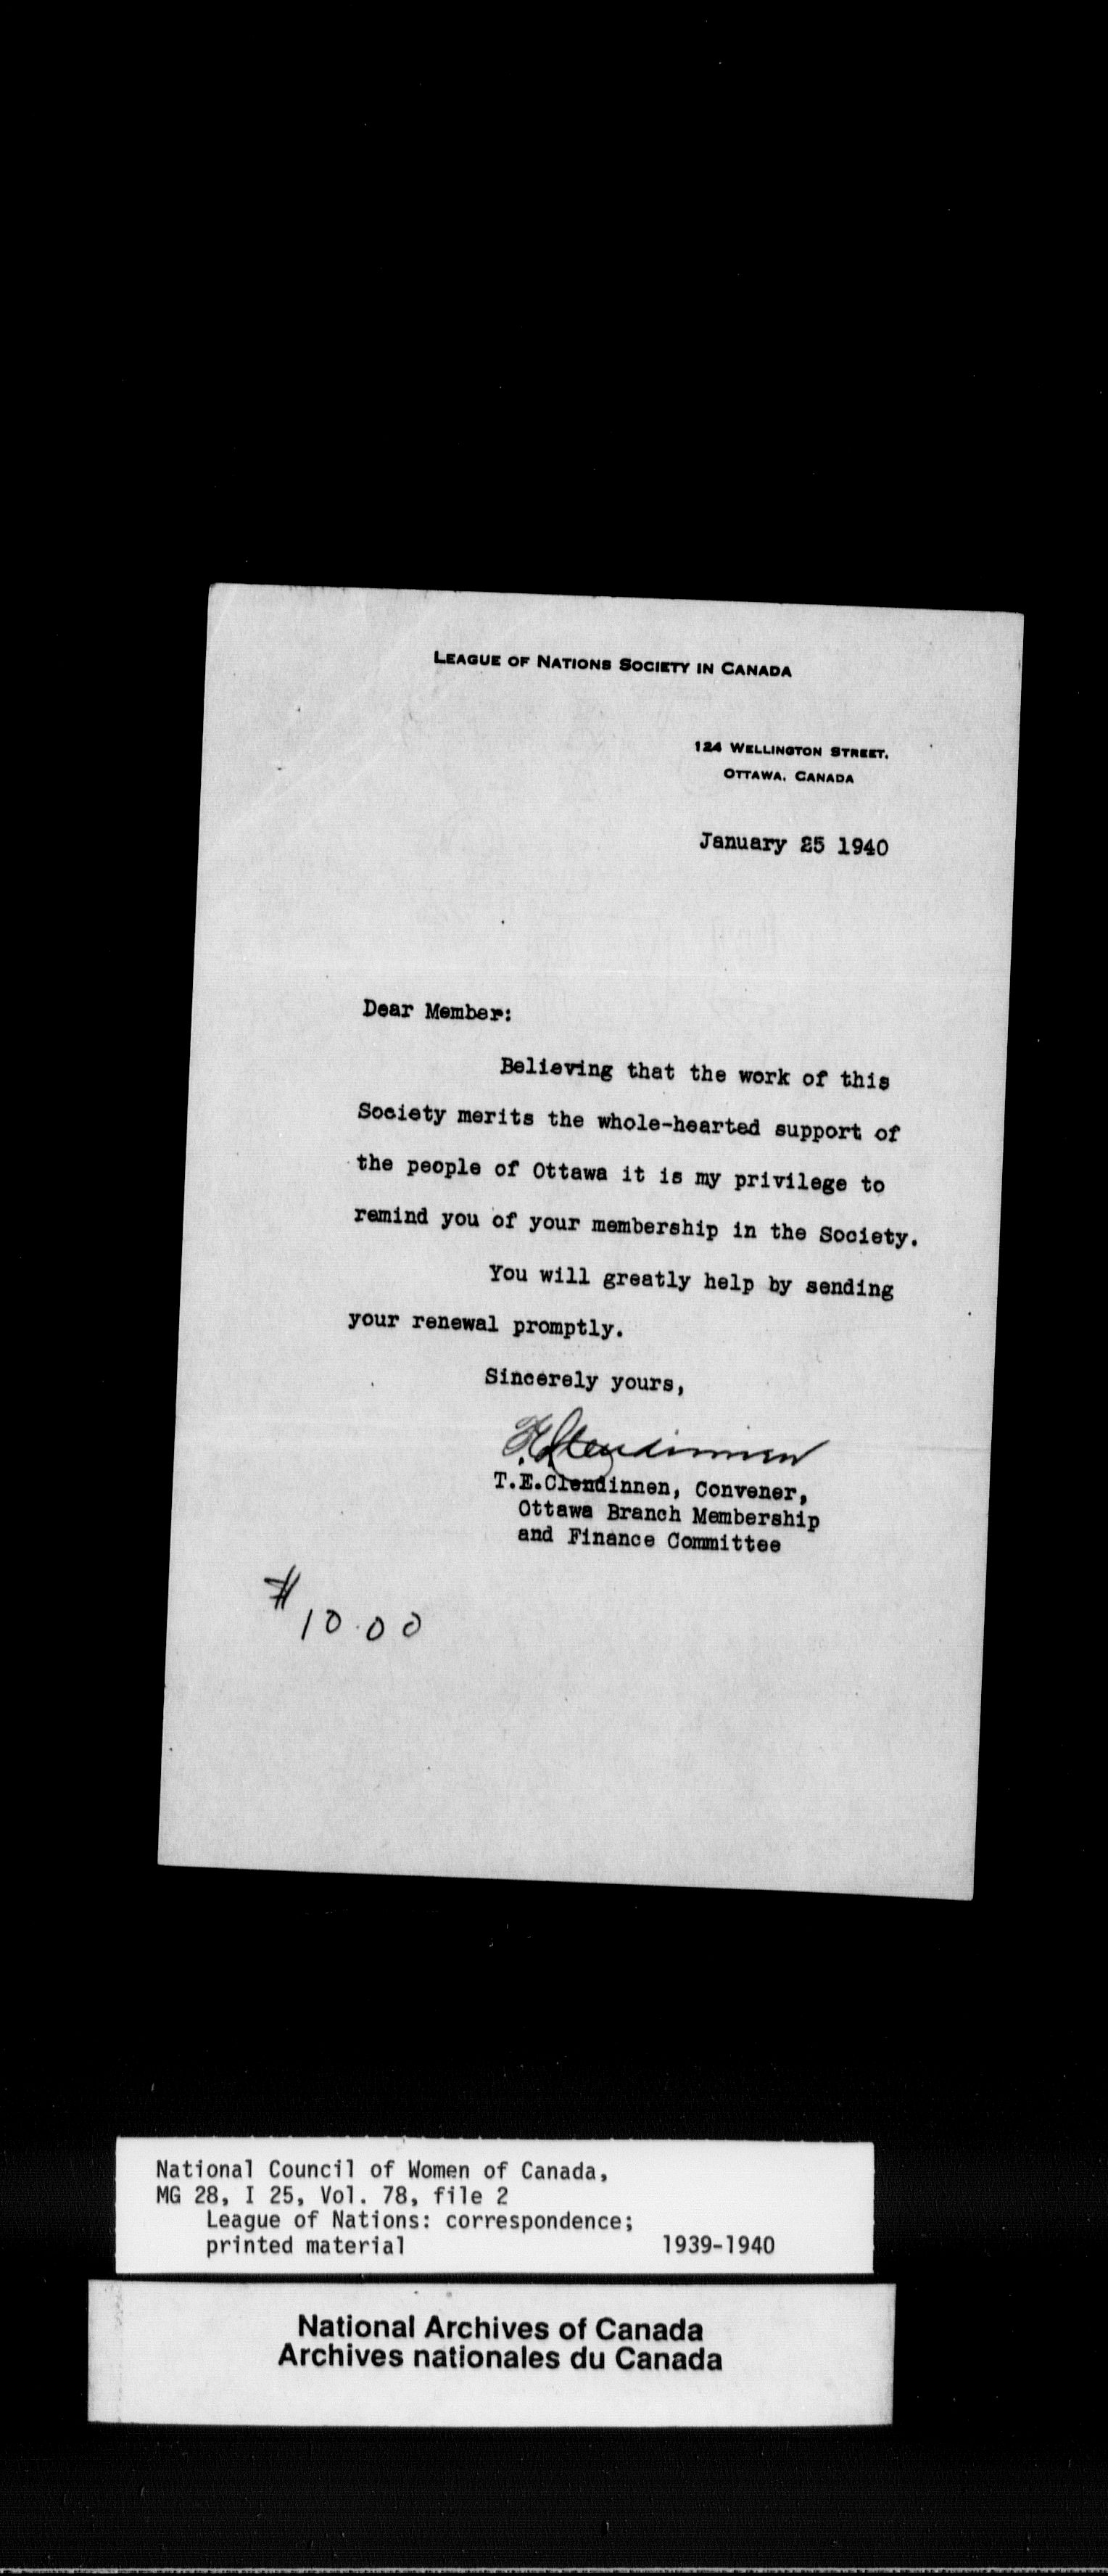 LEAGUE OF NATIONS SOCIETY IN CANADA
124 WELLINGTON STREET,
OTTAWA, CANADA
January 25 1940
Dear Member:
Believing that the work of this
Society merits the whole-hearted support of
the people of Ottawa it is my privilege to
remind you of your membership in the Society.
You will greatly help by sending
your renewal promptly.
Sincerely yours,
T.E.Clendinnen
T.E.Clendinnen, Convener,
Ottawa Branch Membership
and Finance Committee
$10.00
National Council of Women of Canada,
MG 28, I 25, Vol. 78, file 2
League of Nations: correspondence;
printed material 1939-1940
National Archives of Canada
Archives nationales du Canada